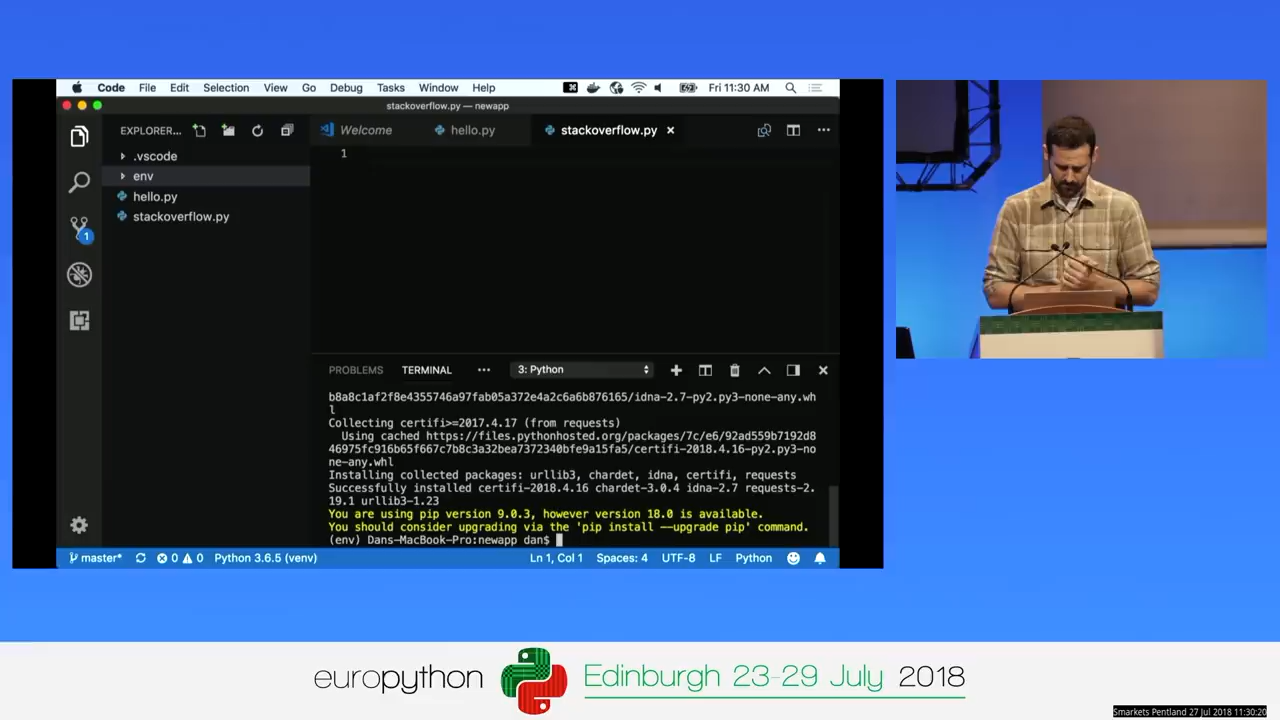 Code File Edit Selection View Go Debug Tasks Window Help Fri 11:30 AM
stackoverflow.py — newapp
EXPLORER... Welcome hello.py stackoverflow.py
.vscode
env
hello.py
stackoverflow.py
1
1
PROBLEMS TERMINAL ••• 3: Python
b8a8c1af2f8e4355746a97fab05a372e4a2c6a6b876165/idna-2.7-py2.py3-none-any.wh
l
Collecting certifi>=2017.4.17 (from requests)
Using cached https://files.pythonhosted.org/packages/7c/e6/92ad559b7192d8
46975fc916b65f667c7b8c3a32bea7372340bfe9a15fa5/certifi-2018.4.16-py2.py3-no
ne-any.whl
Installing collected packages: urllib3, chardet, idna, certifi, requests
Successfully installed certifi-2018.4.16 chardet-3.0.4 idna-2.7 requests-2.
19.1 urllib3-1.23
You are using pip version 9.0.3, however version 18.0 is available.
You should consider upgrading via the 'pip install --upgrade pip' command.
(env) Dans-MacBook-Pro:newapp dan$
master* 0 0 Python 3.6.5 (venv) Ln 1, Col 1 Spaces: 4 UTF-8 LF Python
europython Edinburgh 23-29 July 2018
Smarkets Pentland 27 Jul 2018 11:30:20